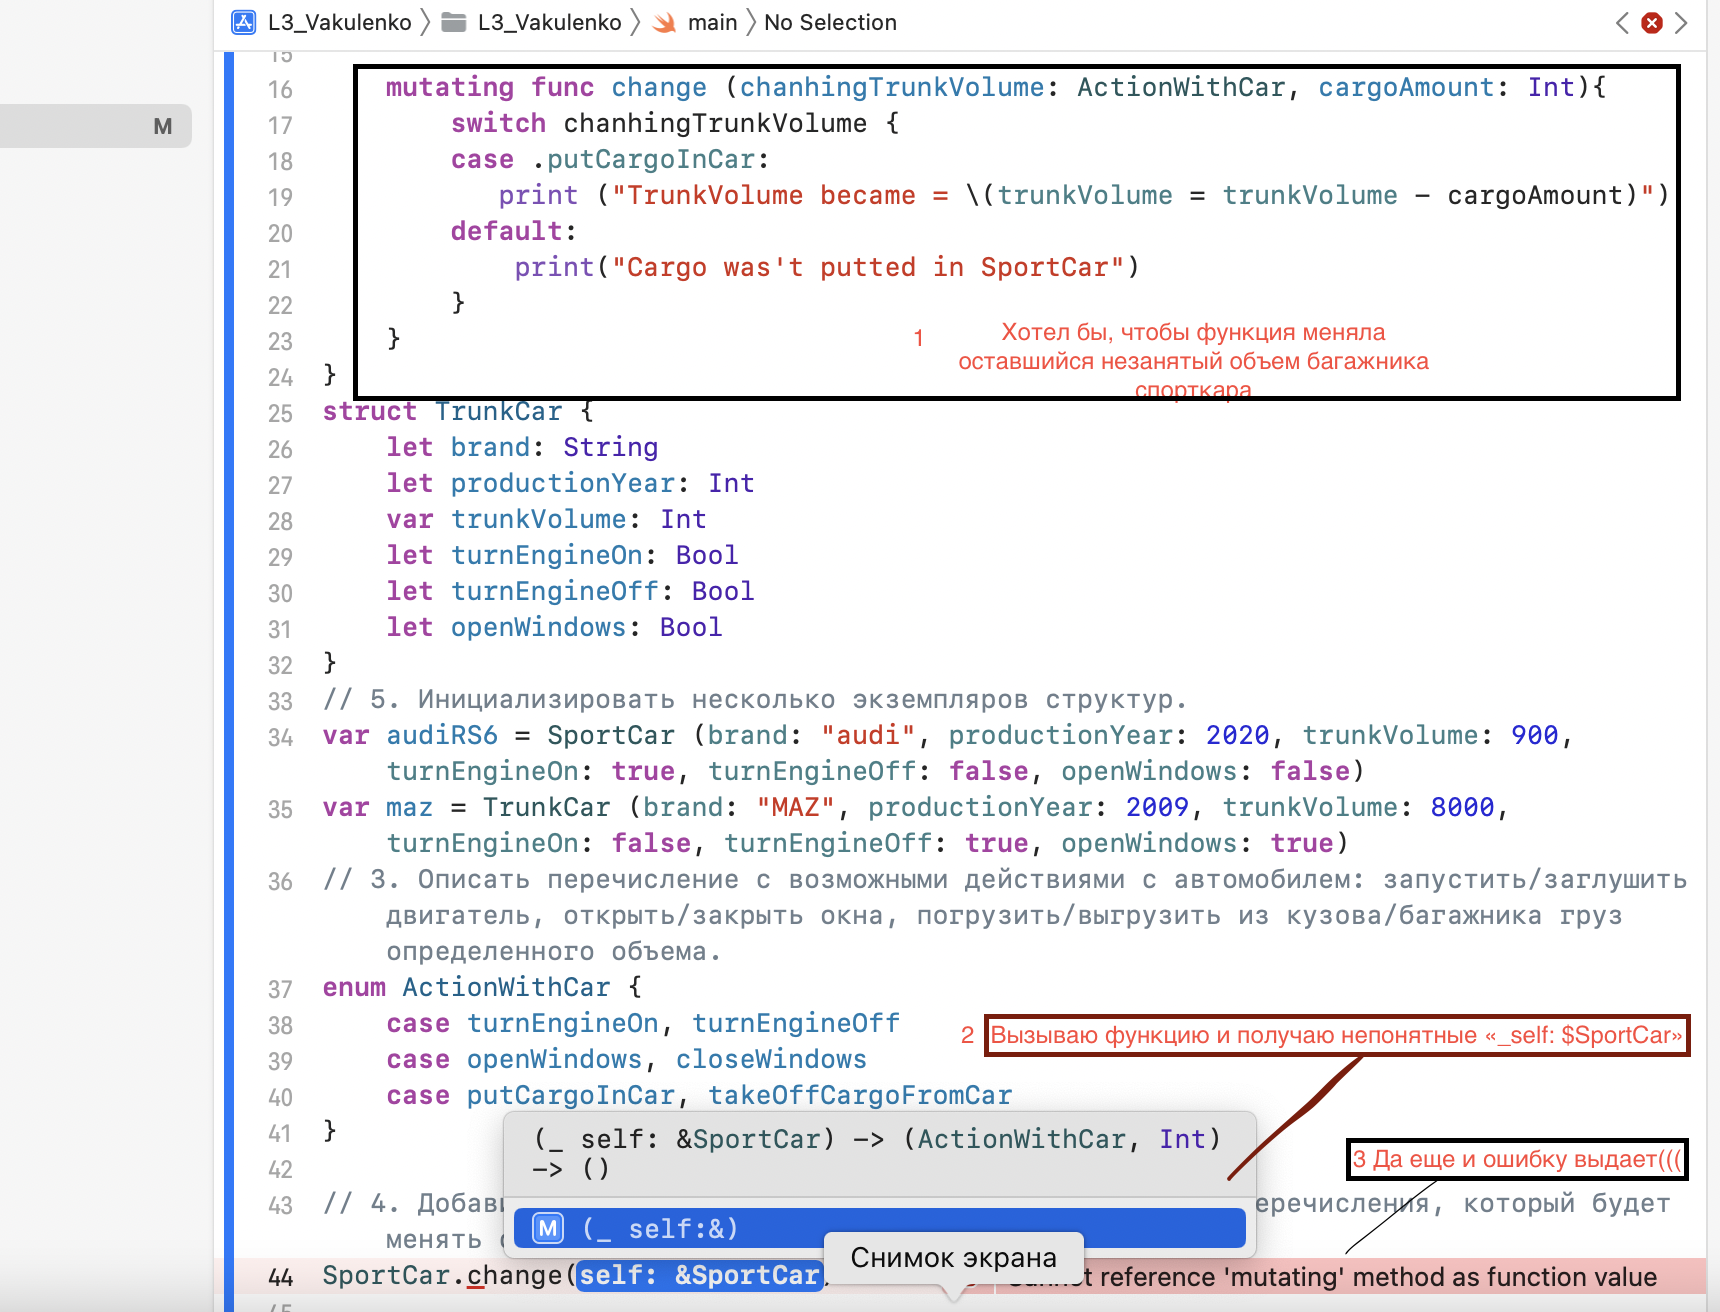 L3_Vakulenko L3_Vakulenko main No Selection
M
15
16 mutating func change (chanhingTrunkVolume: ActionWithCar, cargoAmount: Int){
17 switch chanhingTrunkVolume {
18 case .putCargoInCar:
19 print ("TrunkVolume became = \(trunkVolume = trunkVolume - cargoAmount)")
20 default:
21 print("Cargo was't putted in SportCar")
22 }
23 }
1 Хотел бы, чтобы функция меняла
оставшийся незанятый объем багажника
спорткара
24 }
25 struct TrunkCar {
26 let brand: String
27 let productionYear: Int
28 var trunkVolume: Int
29 let turnEngineOn: Bool
30 let turnEngineOff: Bool
31 let openWindows: Bool
32 }
33 // 5. Инициализировать несколько экземпляров структур.
34 var audiRS6 = SportCar (brand: "audi", productionYear: 2020, trunkVolume: 900,
turnEngineOn: true, turnEngineOff: false, openWindows: false)
35 var maz = TrunkCar (brand: "MAZ", productionYear: 2009, trunkVolume: 8000,
turnEngineOn: false, turnEngineOff: true, openWindows: true)
36 // 3. Описать перечисление с возможными действиями с автомобилем: запустить/заглушить
двигатель, открыть/закрыть окна, погрузить/выгрузить из кузова/багажника груз
определенного объема.
37 enum ActionWithCar {
38 case turnEngineOn, turnEngineOff
2 Вызываю функцию и получаю непонятные «_self: $SportCar»
39 case openWindows, closeWindows
40 case putCargoInCar, takeOffCargoFromCar
41 }
(_ self: &SportCar) -> (ActionWithCar, Int)
-> ()
42
3 Да еще и ошибку выдает(((
43 // 4. Добав еречисления, который будет
менять
M (_ self:&)
Снимок экрана
44 SportCar.change(self: &SportCar reference 'mutating' method as function value
45